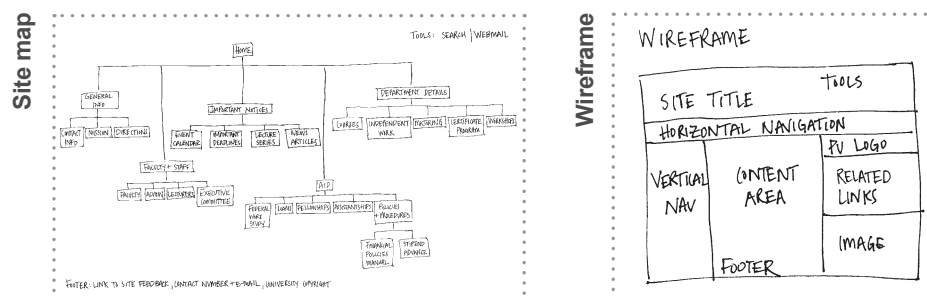 Site map
TOOLS: SEARCH | WEBMAIL
HOME
GENERAL
INFO
IMPORTANT NOTICES
DEPARTMENT DETAILS
CONTACT
INFO
MISSION
DIRECTIONS
EVENT
CALENDAR
IMPORTANT
DEADLINES
LECTURE
SERIES
NEWS
ARTICLES
COURSES
INDEPENDENT
WORK
CERTIFICATE
PROGRAM
WORKSHOPS
FACULTY + STAFF
FACULTY
ADMIN
LECTURERS
EXECUTIVE
COMMITTEE
AID
FEDERAL
WORK
STUDY
LOANS
FELLOWSHIPS
ASSISTANTSHIPS
POLICIES
+ PROCEDURES
FINANCIAL
POLICIES
MANUAL
STIPEND
ADVANCE
FOOTER: LINK TO SITE FEEDBACK, CONTACT NUMBER + E-MAIL, UNIVERSITY COPYRIGHT
Wireframe
WIREFRAME
TOOLS
SITE TITLE
HORIZONTAL NAVIGATION
VERTICAL
NAV
CONTENT
AREA
PU LOGO
RELATED
LINKS
IMAGE
FOOTER